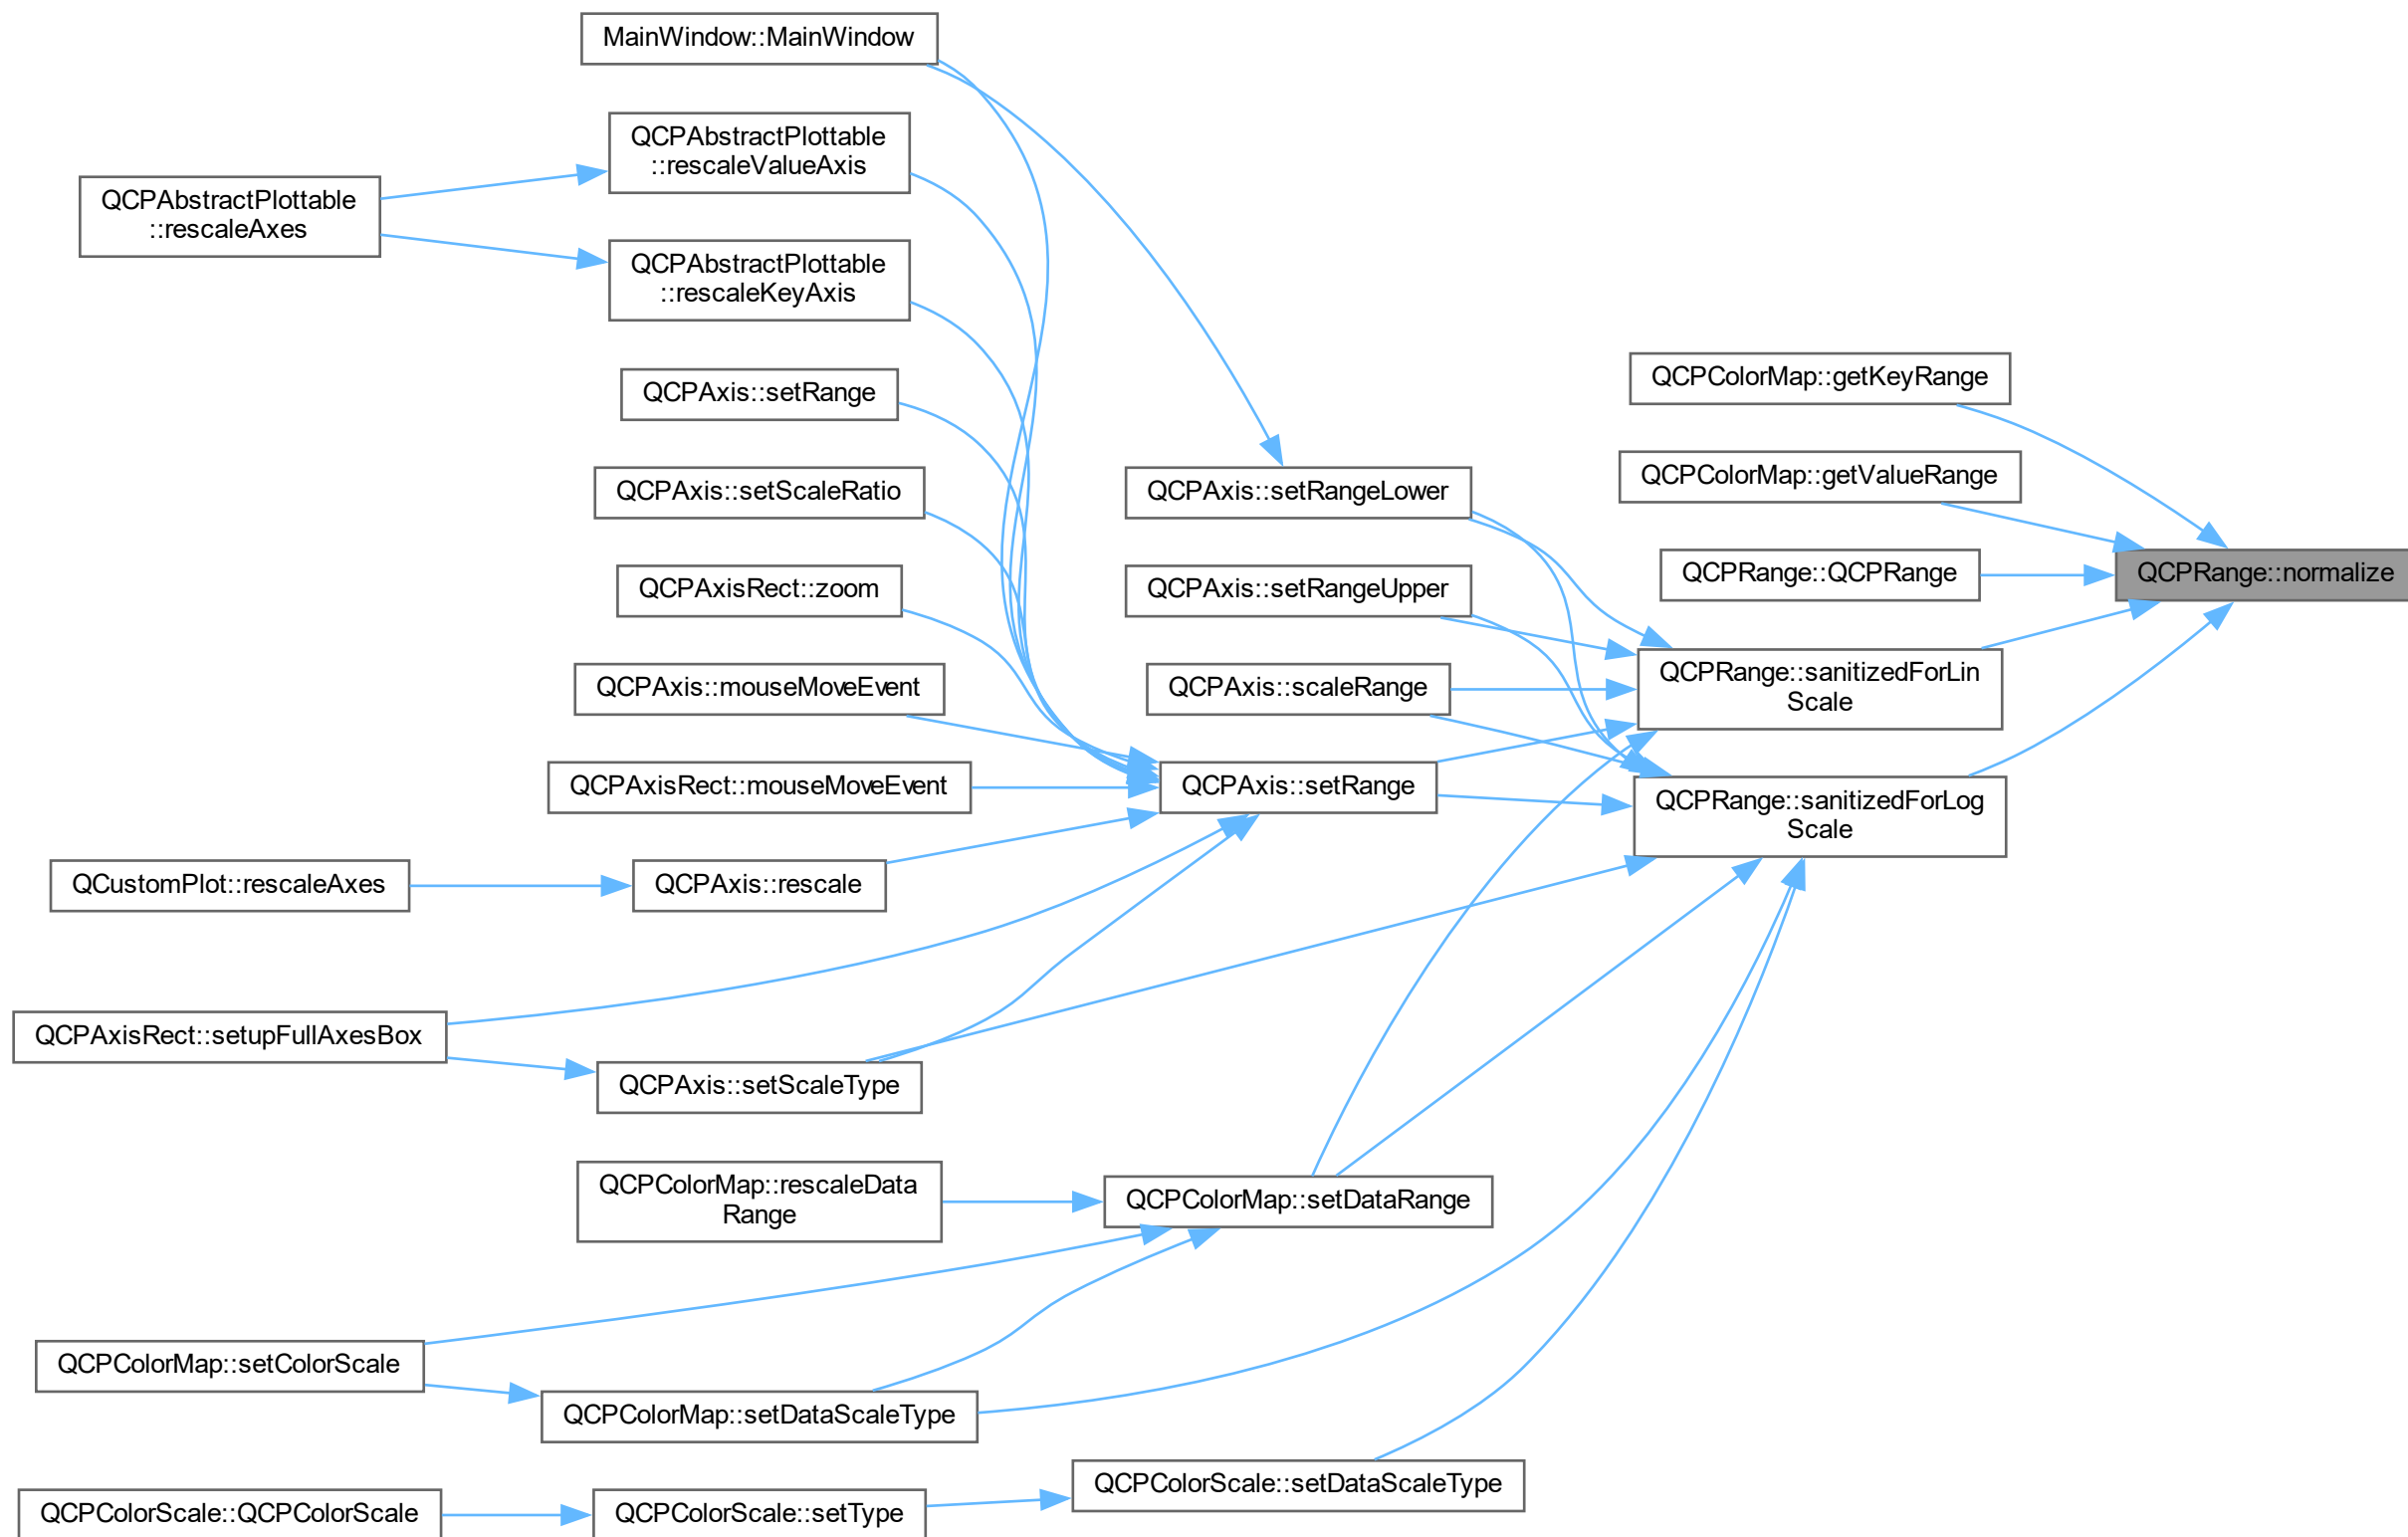 MainWindow::MainWindow
QCPAbstractPlottable
::rescaleValueAxis
QCPAbstractPlottable
::rescaleAxes
QCPAbstractPlottable
::rescaleKeyAxis
QCPAxis::setRange
QCPColorMap::getKeyRange
QCPAxis::setScaleRatio
QCPAxis::setRangeLower
QCPColorMap::getValueRange
QCPAxisRect::zoom
QCPAxis::setRangeUpper
QCPRange::QCPRange
QCPRange::normalize
QCPAxis::mouseMoveEvent
QCPAxis::scaleRange
QCPRange::sanitizedForLin
Scale
QCPAxisRect::mouseMoveEvent
QCPAxis::setRange
QCPRange::sanitizedForLog
Scale
QCustomPlot::rescaleAxes
QCPAxis::rescale
QCPAxisRect::setupFullAxesBox
QCPAxis::setScaleType
QCPColorMap::rescaleData
Range
QCPColorMap::setDataRange
QCPColorMap::setColorScale
QCPColorMap::setDataScaleType
QCPColorScale::setDataScaleType
QCPColorScale::QCPColorScale
QCPColorScale::setType